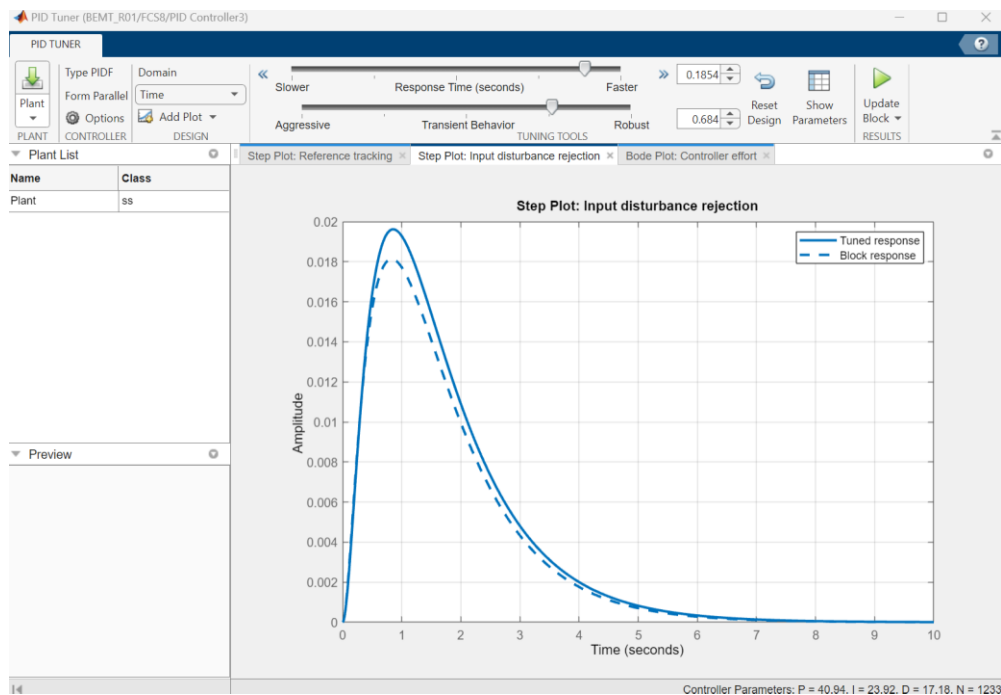 PID Tuner (BEMT_R01/FCS8/PID Controller3)
PID TUNER
?
Plant
Type PIDF
Form Parallel
Options
Domain
Time
Add Plot
Slower
Response Time (seconds)
Faster
0.1854
Aggressive
Transient Behavior
Robust
0.684
Reset
Design
Show
Parameters
Update
Block
PLANT
CONTROLLER
DESIGN
TUNING TOOLS
RESULTS
Plant List
Name Class
Plant ss
Preview
Step Plot: Reference tracking
Step Plot: Input disturbance rejection
Bode Plot: Controller effort
Step Plot: Input disturbance rejection
Tuned response
Block response
Amplitude
0.02
0.018
0.016
0.014
0.012
0.01
0.008
0.006
0.004
0.002
0
0 1 2 3 4 5 6 7 8 9 10
Time (seconds)
Controller Parameters: P = 40.94, I = 23.92, D = 17.18, N = 1233